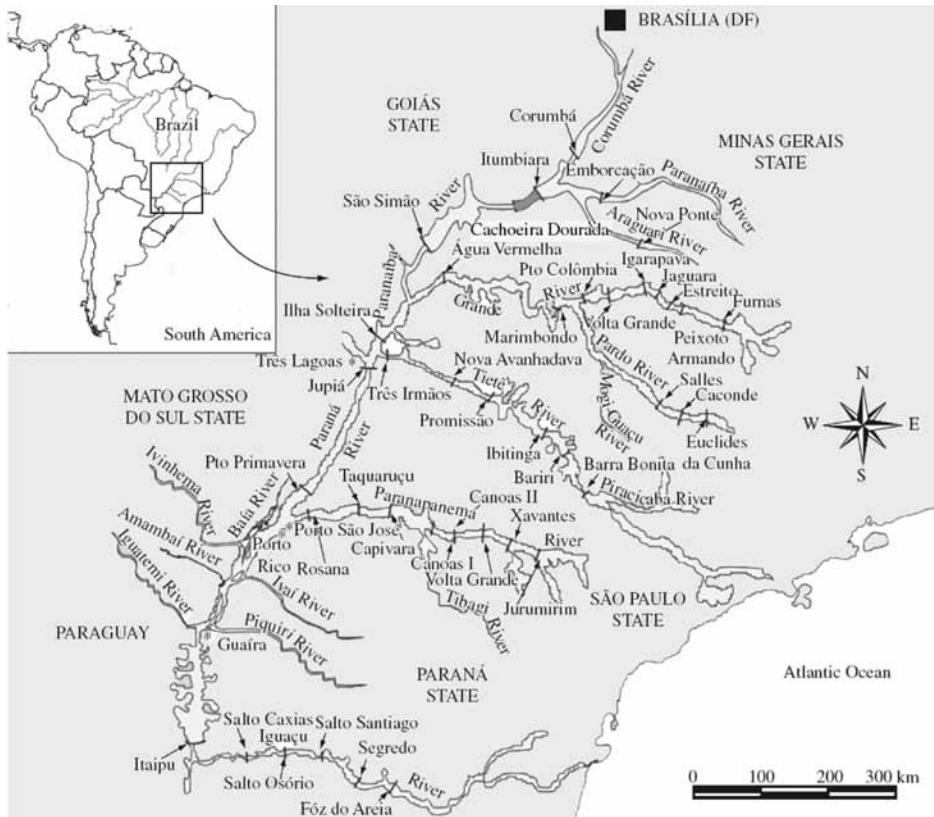 BRASÍLIA (DF)
Brazil
South America
GOIÁS
STATE
Corumbá
Corumbá River
MINAS GERAIS
STATE
Itumbiara
Emborcação
Paranaíba River
São Simão
River
Cachoeira Dourada
Araguari River
Nova Ponte
Água Vermelha
Igarapava
Pto Colômbia
Jaguara
Estreito
Furnas
Paranaíba
Grande
River
Ilha Solteira
Marimbondo
Volta Grande
Peixoto
Armando
Três Lagoas *
Nova Avanhadava
Pardo River
Salles
Jupiá
Três Irmãos
Tietê
Caconde
MATO GROSSO
DO SUL STATE
Promissão
River
Mogi Guaçu
River
Euclides
da Cunha
Paraná
River
Ibitinga
Bariri
Barra Bonita
N
W
E
S
Ivinhema
River
Pto Primavera
Taquaruçu
Piracicaba River
Baía River
Paranapanema
Canoas II
Xavantes
Amambaí River
*
Porto São José
Porto
Rico
Rosana
Capivara
River
Canoas I
Volta Grande
Iguatemi River
Ivaí River
Jurumirim
Tibagi
River
SÃO PAULO
STATE
PARAGUAY
*
Guaíra
Piquiri River
PARANÁ
STATE
Atlantic Ocean
Salto Caxias
Salto Santiago
Iguaçu
Itaipu
Salto Osório
Segredo
River
Fóz do Areia
0 100 200 300 km